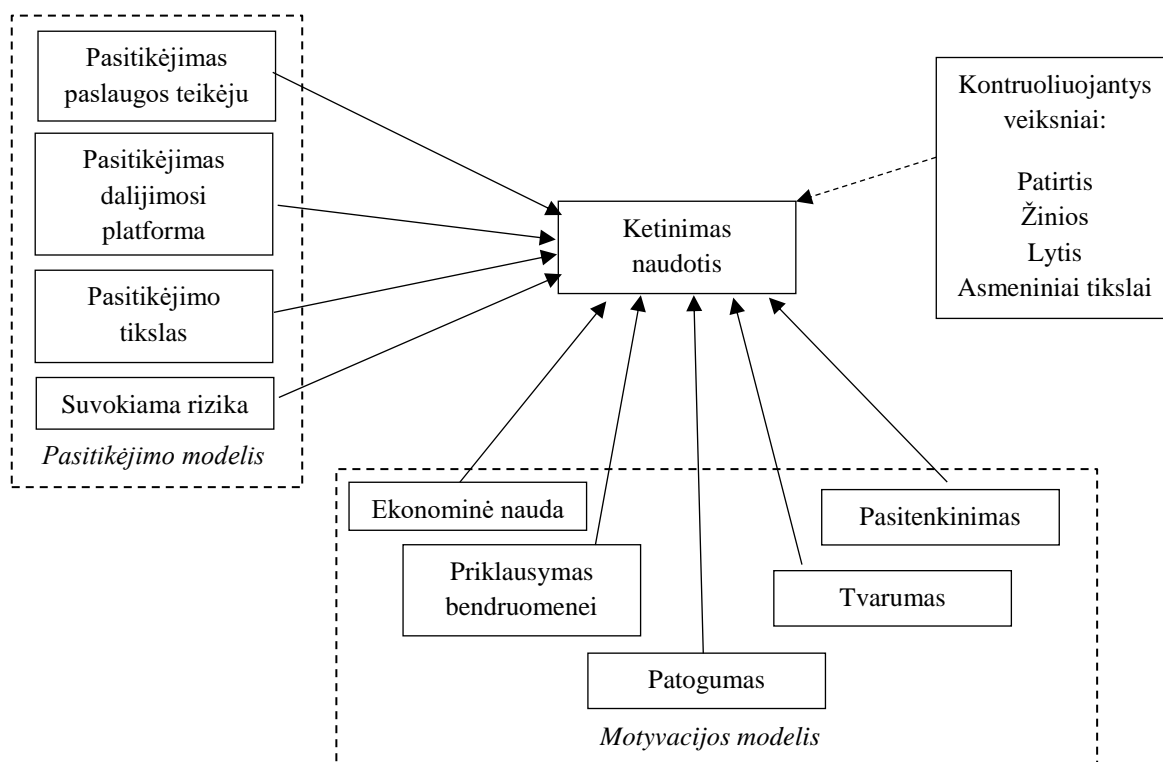 Pasitikėjimas
paslaugos teikėju
Pasitikėjimas
dalijimosi
platforma
Pasitikėjimo
tikslas
Suvokiama rizika
Pasitikėjimo modelis
Ketinimas
naudotis
Kontruoliuojantys
veiksniai:
Patirtis
Žinios
Lytis
Asmeniniai tikslai
Ekonominė nauda
Priklausymas
bendruomenei
Patogumas
Tvarumas
Pasitenkinimas
Motyvacijos modelis